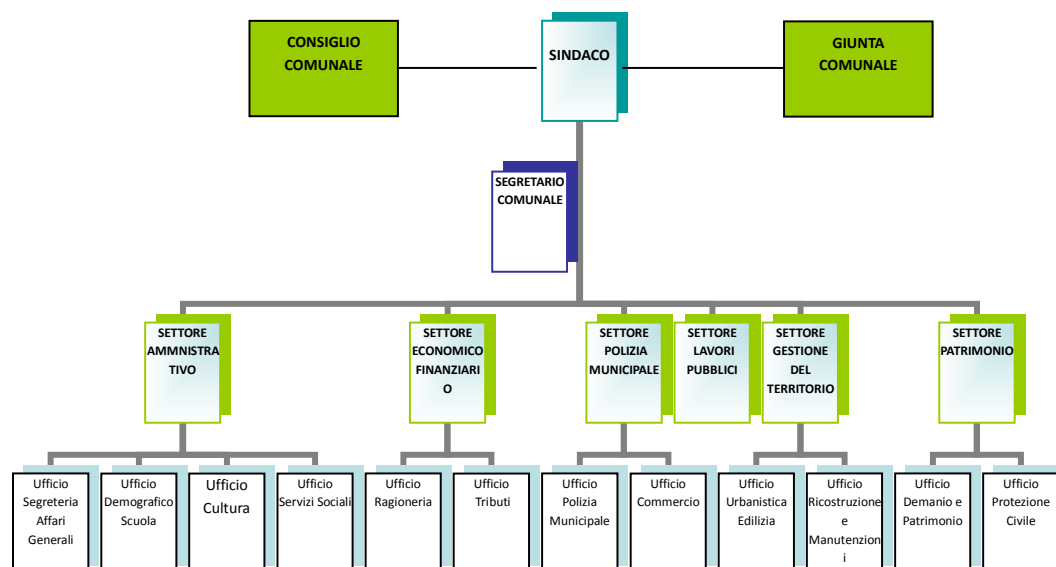 CONSIGLIO
COMUNALE
SINDACO
GIUNTA
COMUNALE
SEGRETARIO
COMUNALE
SETTORE
AMMNISTRA
TIVO
SETTORE
ECONOMICO
FINANZIARI
O
SETTORE
POLIZIA
MUNICIPALE
SETTORE
LAVORI
PUBBLICI
SETTORE
GESTIONE
DEL
TERRITORIO
SETTORE
PATRIMONIO
Ufficio
Segreteria
Affari
Generali
Ufficio
Demografico
Scuola
Ufficio
Cultura
Ufficio
Servizi Sociali
Ufficio
Ragioneria
Ufficio
Tributi
Ufficio
Polizia
Municipale
Ufficio
Commercio
Ufficio
Urbanistica
Edilizia
Ufficio
Ricostruzione
e
Manutenzion
i
Ufficio
Demanio e
Patrimonio
Ufficio
Protezione
Civile